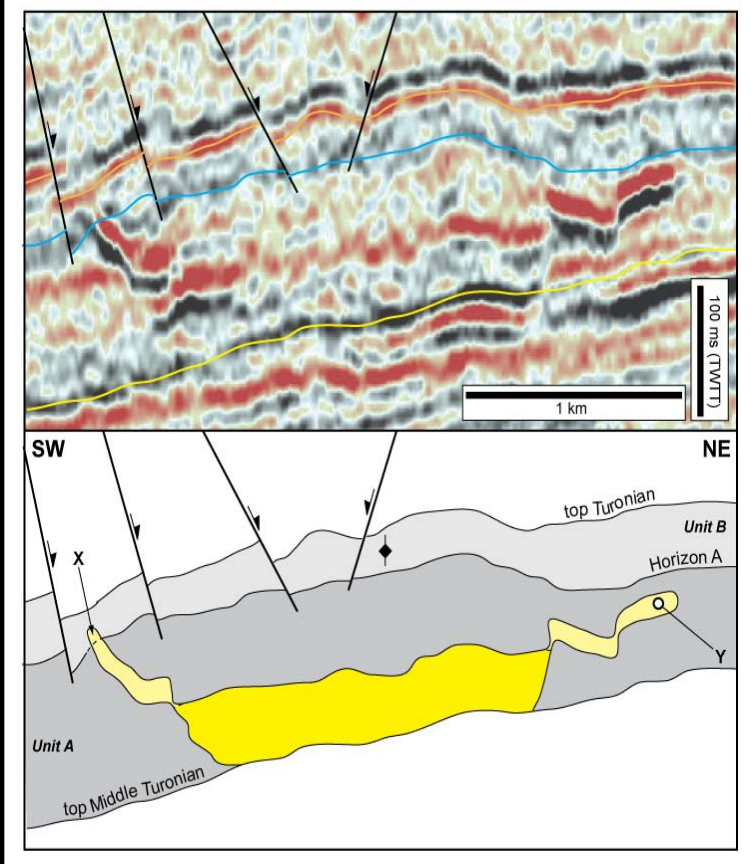 100 ms (TWTT)
1 km
SW
NE
top Turonian
Unit B
X
Horizon A
Y
Unit A
top Middle Turonian